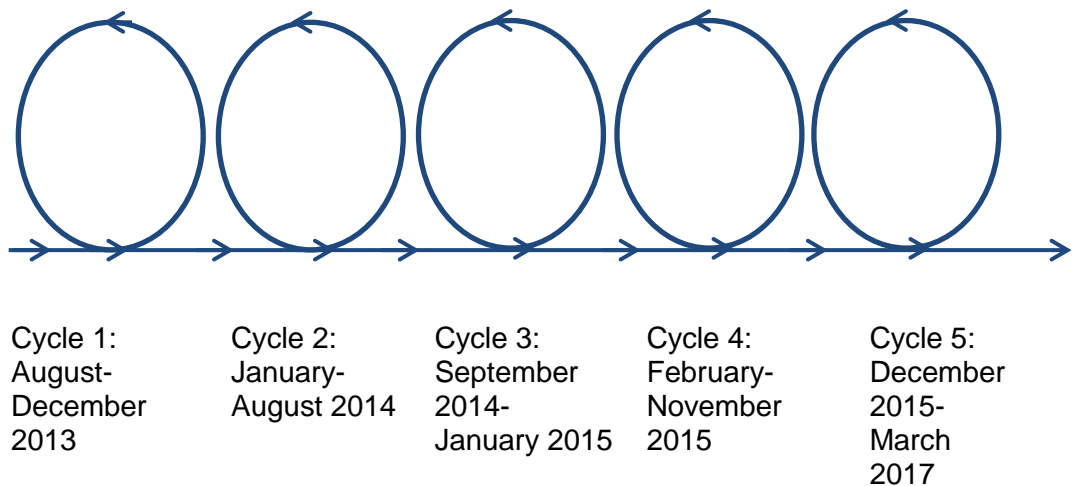 Cycle 1:
August-
December
2013
Cycle 2:
January-
August 2014
Cycle 3:
September
2014-
January 2015
Cycle 4:
February-
November
2015
Cycle 5:
December
2015-
March
2017